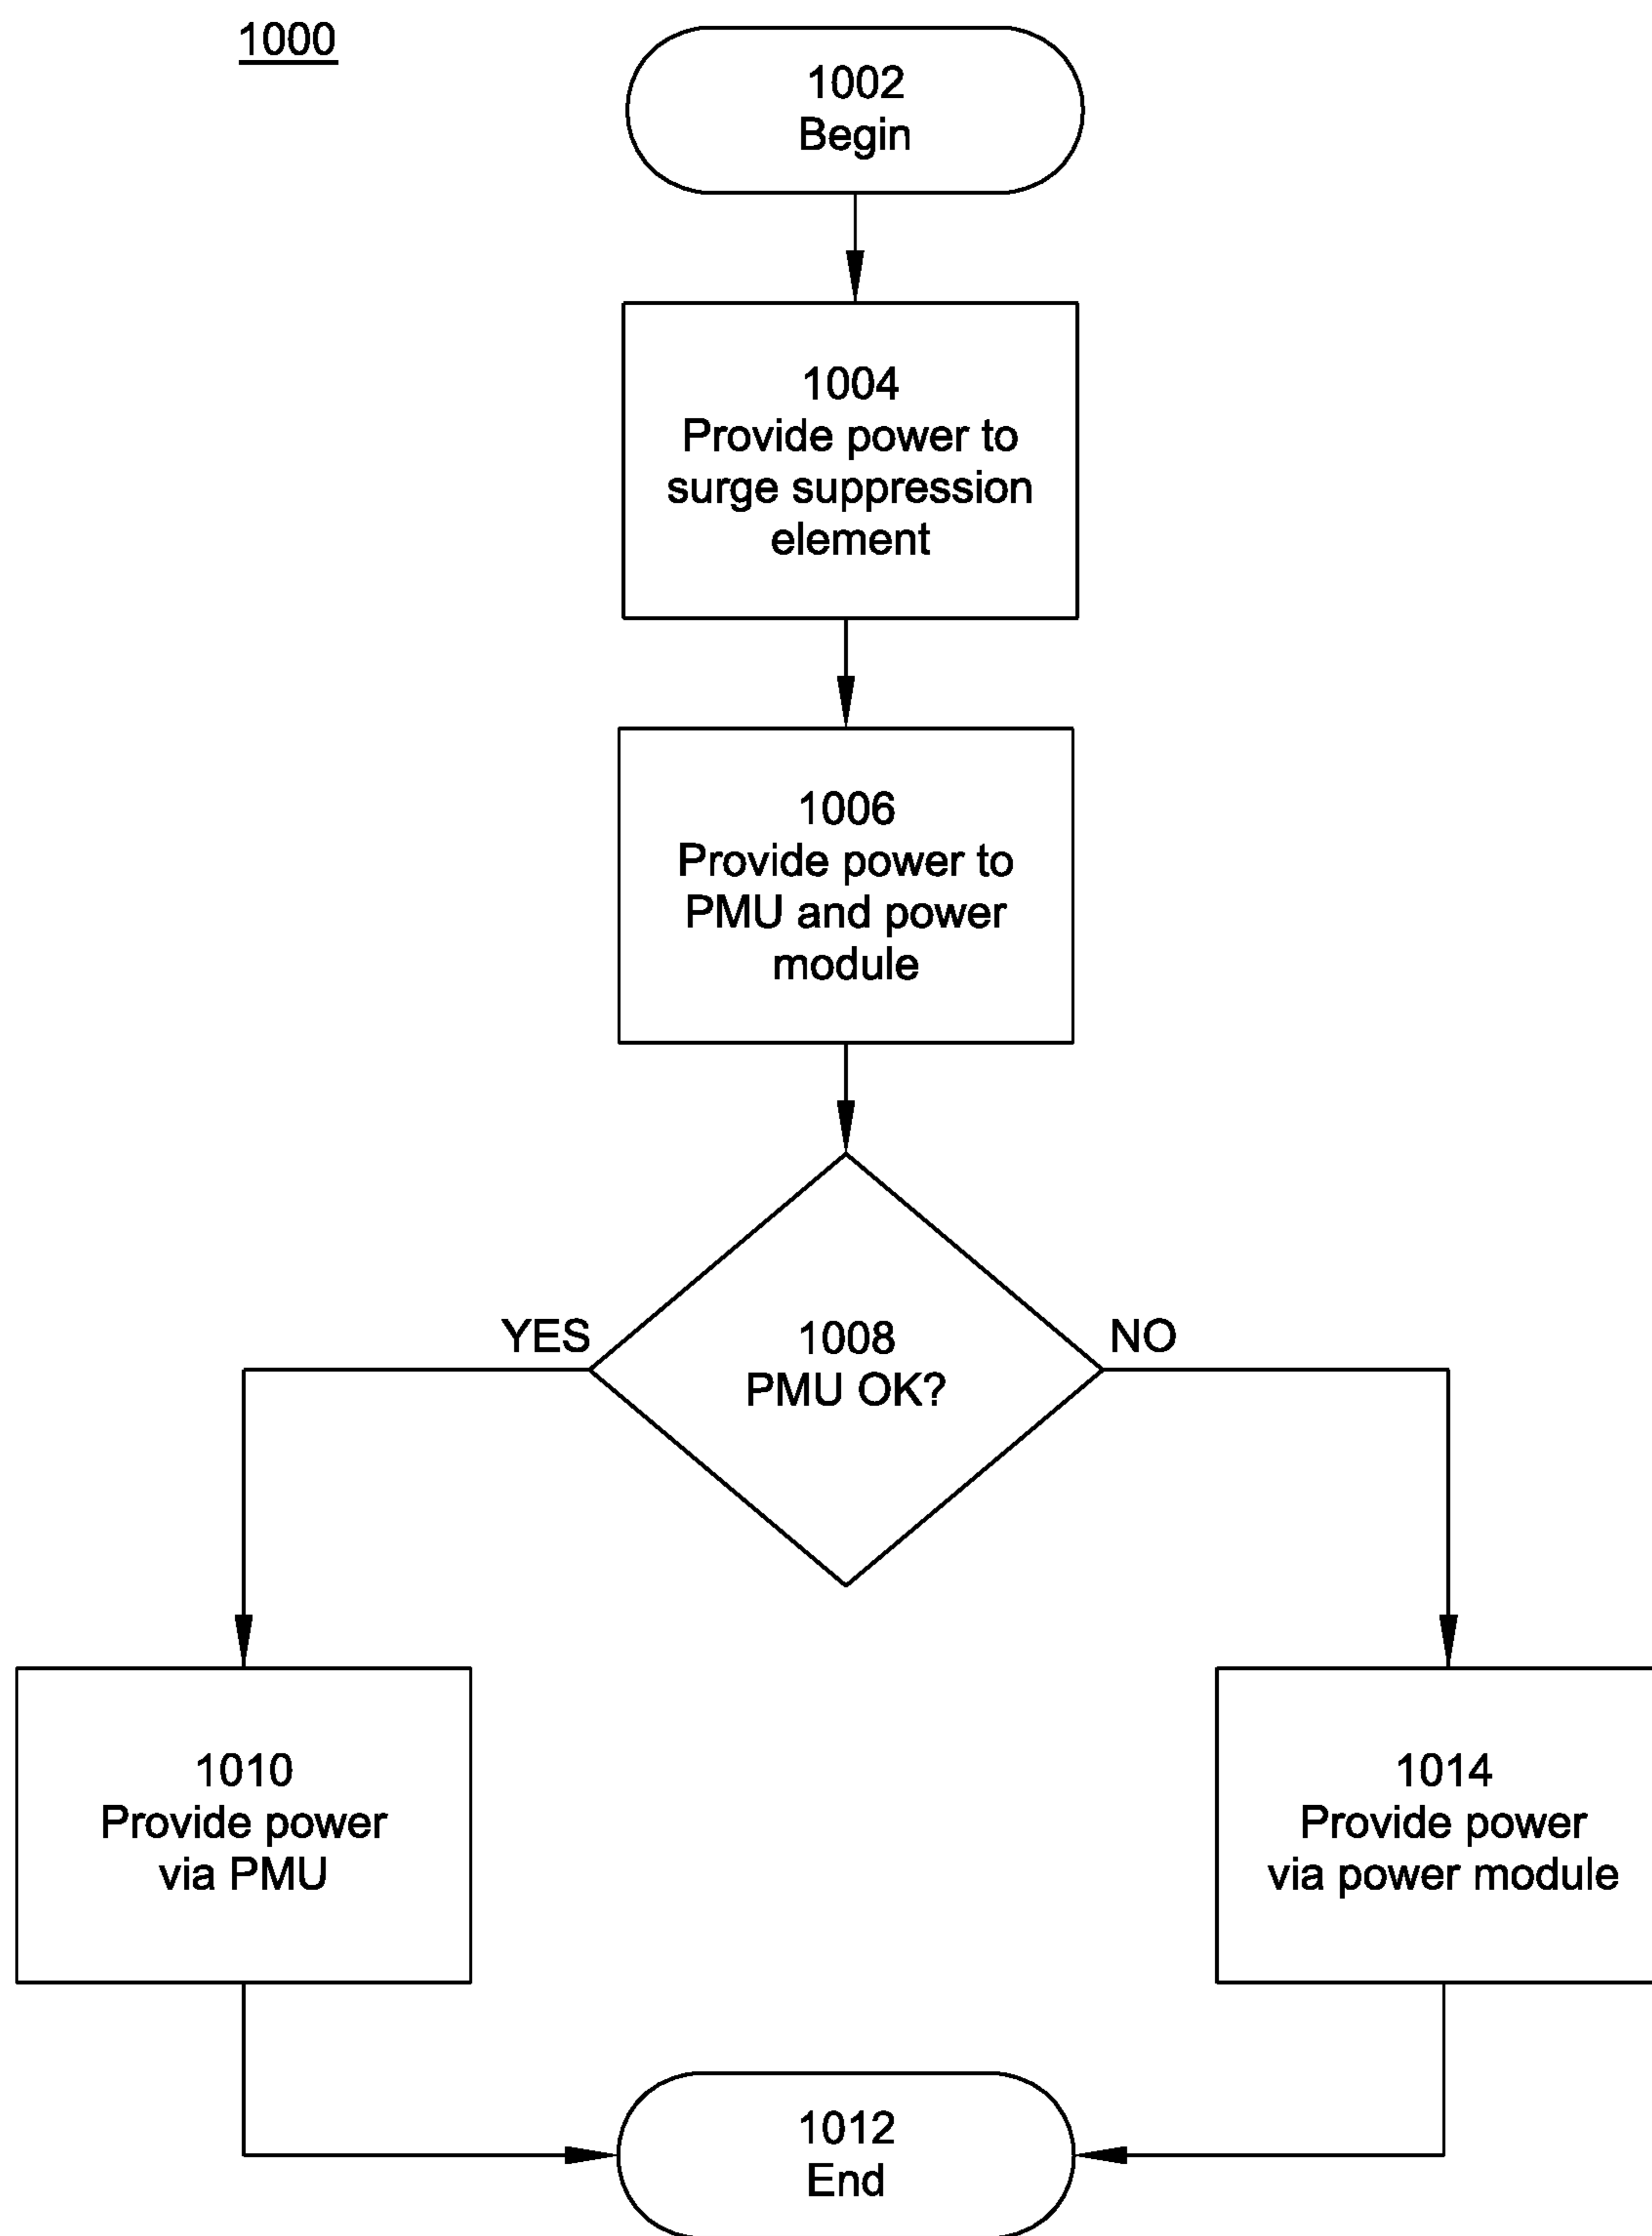 1000
1002
Begin
1004
Provide power to
surge suppression
element
1006
Provide power to
PMU and power
module
YES
1008
PMU OK?
NO
1010
Provide power
via PMU
1014
Provide power
via power module
1012
End